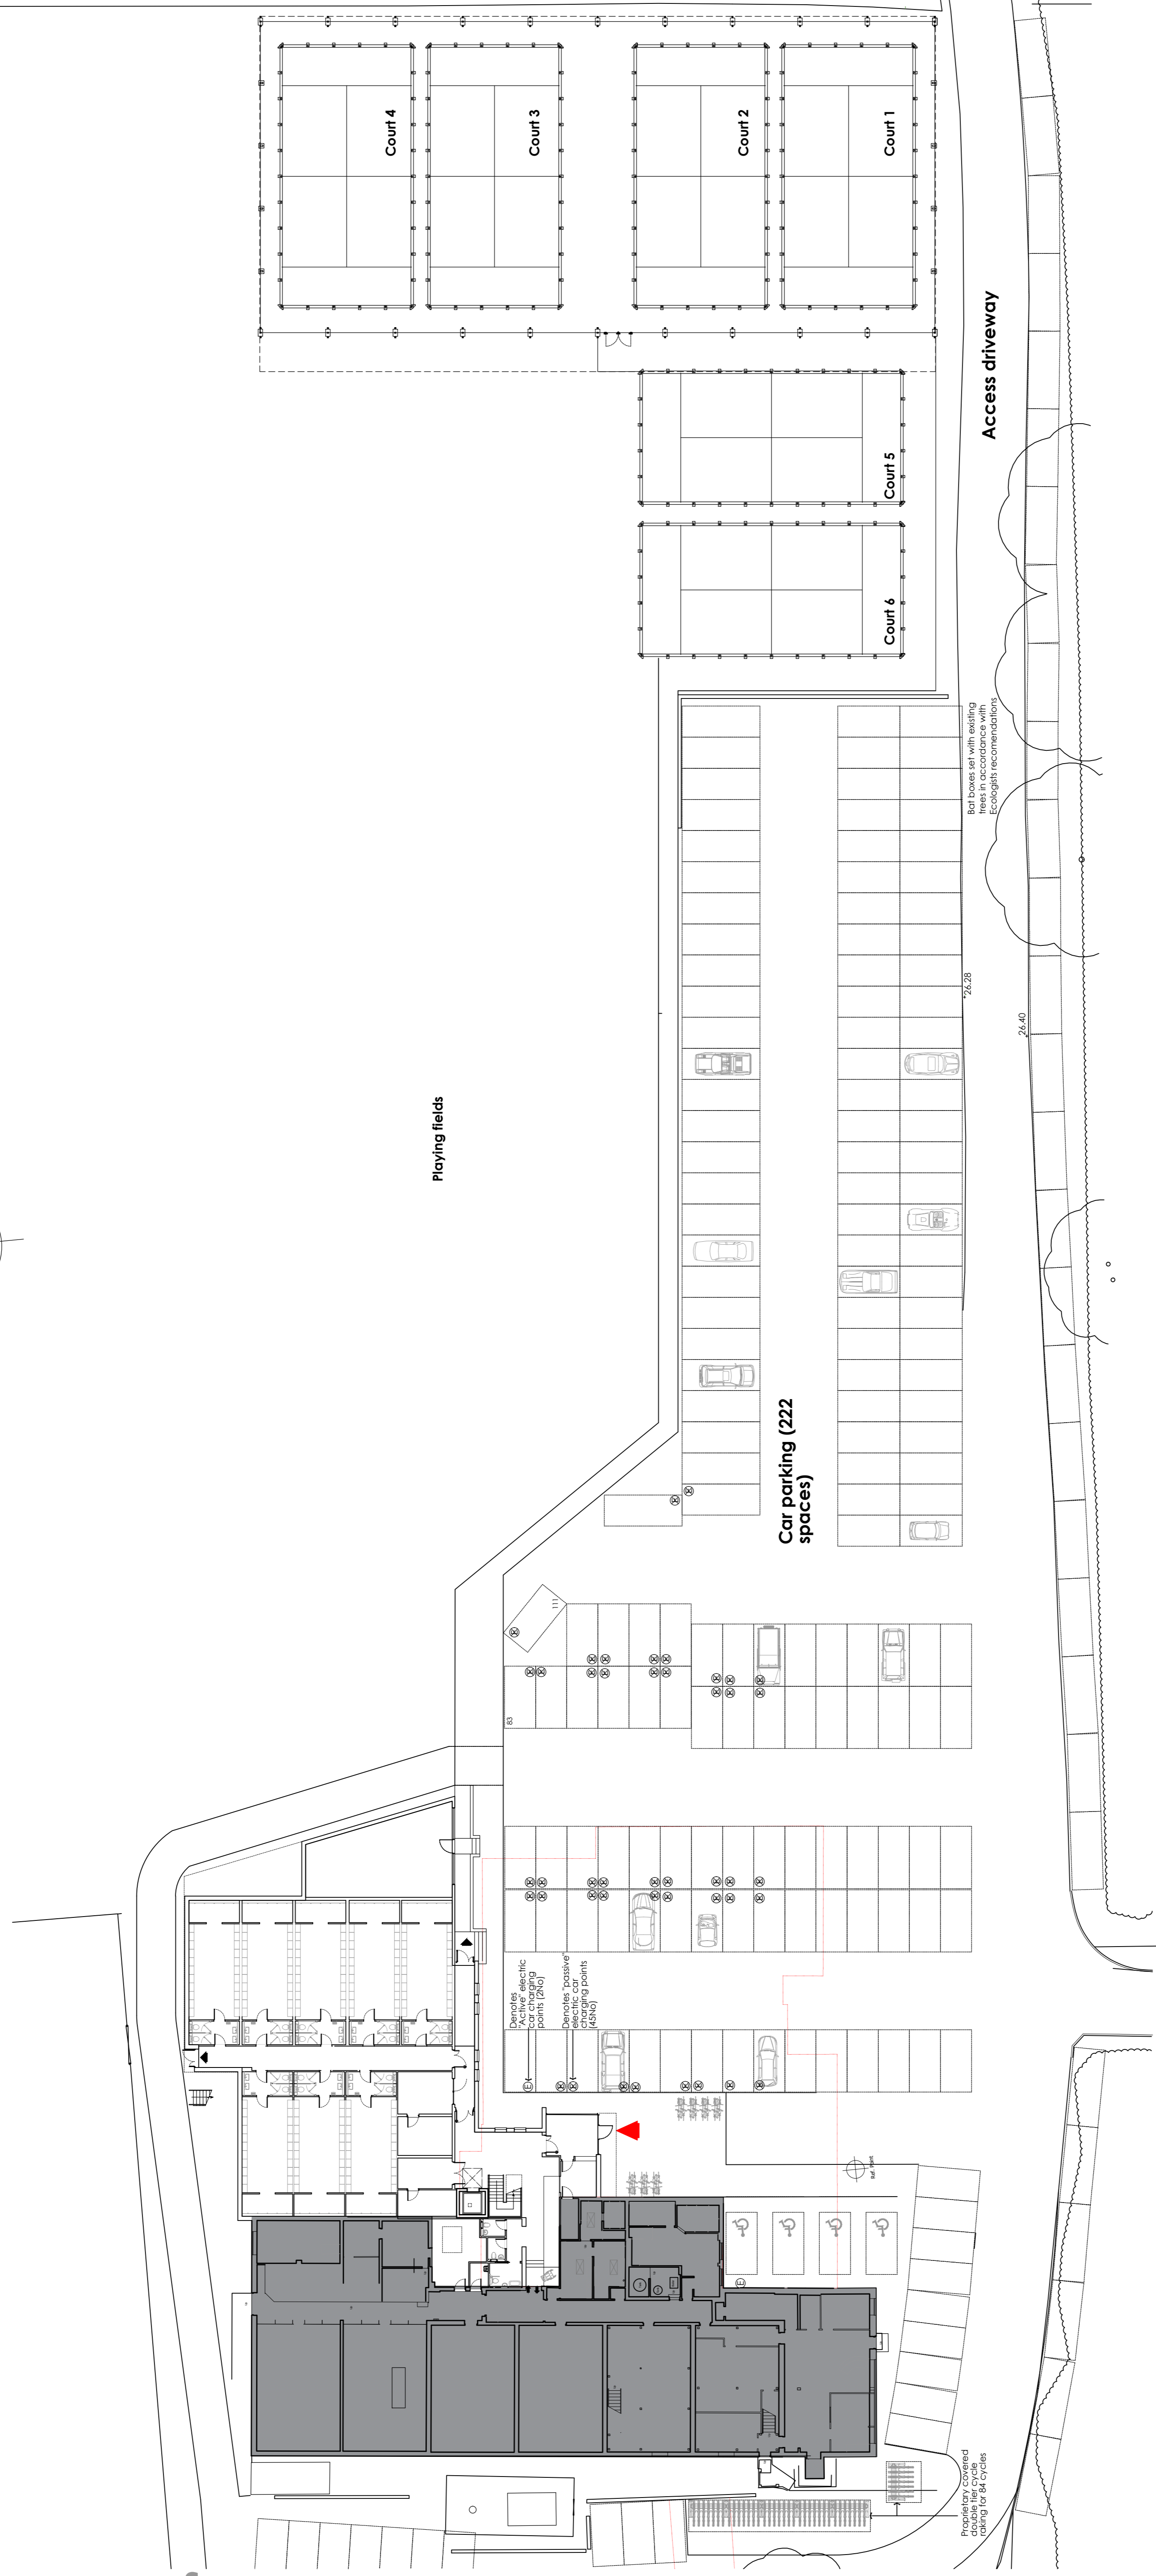 Court 4
Court 3
Court 2
Court 1
Access driveway
Court 5
Court 6
Bat boxes set with existing
trees in accordance with
Ecologists recomendations
26.28
26.40
Playing fields
Car parking (222
spaces)
111
83
Denotes
"Active" electric
car charging
points (2No)
Denotes "passive"
electric car
charging points
(45No)
E
Ref. Point
E
Proprietary covered
double tier cycle
raking for 84 cycles